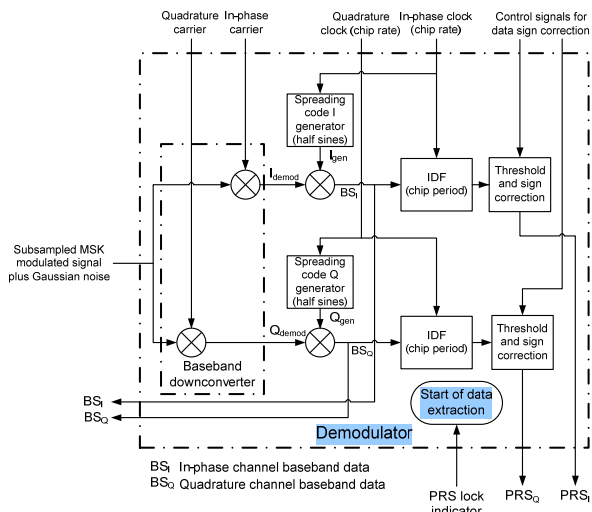 Quadrature
carrier
In-phase
carrier
Quadrature
clock (chip rate)
In-phase clock
(chip rate)
Control signals for
data sign correction
Spreading
code I
generator
(half sines)
Igen
Idemod
BSI
IDF
(chip period)
Threshold
and sign
correction
Subsampled MSK
modulated signal
plus Gaussian noise
Spreading
code Q
generator
(half sines)
Qgen
Qdemod
BSQ
IDF
(chip period)
Threshold
and sign
correction
Baseband
downconverter
BSI
BSQ
Start of data
extraction
Demodulator
BSI In-phase channel baseband data
BSQ Quadrature channel baseband data
PRS lock
indicator
PRSQ
PRSI